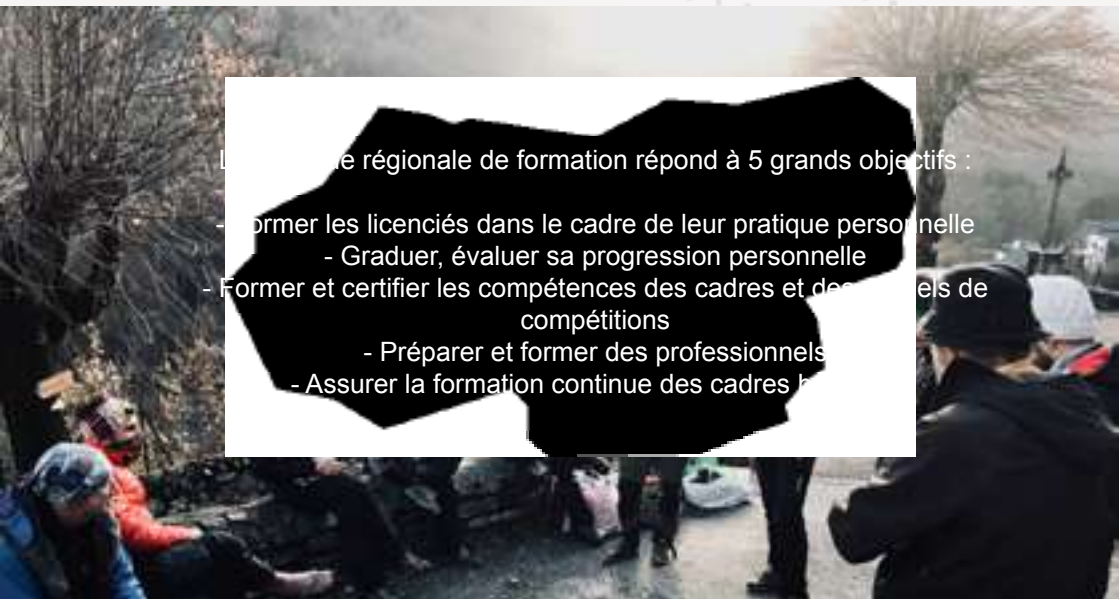 régionale de formation répond à 5 grands objectifs :
- Former les licenciés dans le cadre de leur pratique personnelle
- Graduer, évaluer sa progression personnelle
- Former et certifier les compétences des cadres et de
compétitions
- Préparer et former des professionnels
- Assurer la formation continue des cadres